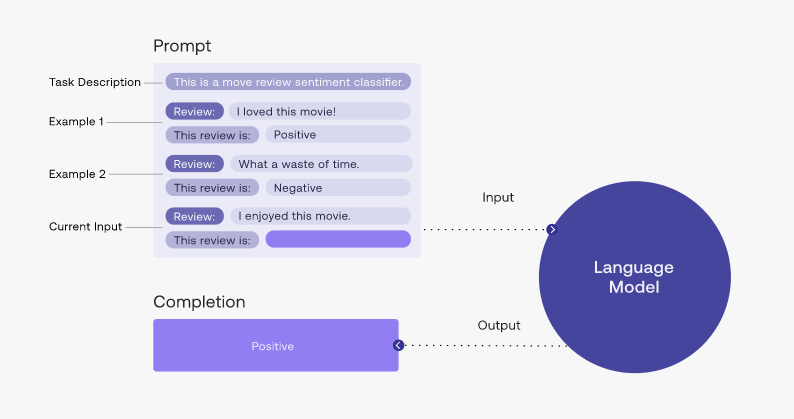 Prompt
Task Description
This is a move review sentiment classifier.
Example 1
Review: I loved this movie!
This review is: Positive
Example 2
Review: What a waste of time.
This review is: Negative
Current Input
Review: I enjoyed this movie.
This review is:
Input
Language
Model
Completion
Positive
Output